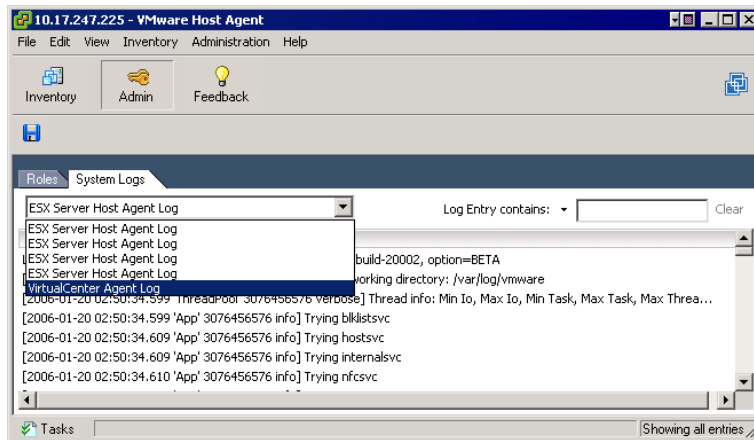 10.17.247.225 - VMware Host Agent
File Edit View Inventory Administration Help
Inventory Admin Feedback
Roles System Logs
ESX Server Host Agent Log Log Entry contains: Clear
ESX Server Host Agent Log
ESX Server Host Agent Log
build-20002, option=BETA
ESX Server Host Agent Log
ESX Server Host Agent Log
orking directory: /var/log/vmware
VirtualCenter Agent Log
[2006-01-20 02:50:34.599 'ThreadPool' 3076456576 verbose] Thread info: Min Io, Max Io, Min Task, Max Task, Max Threa...
[2006-01-20 02:50:34.599 'App' 3076456576 info] Trying blklistsvc
[2006-01-20 02:50:34.609 'App' 3076456576 info] Trying hostsvc
[2006-01-20 02:50:34.609 'App' 3076456576 info] Trying internalsvc
[2006-01-20 02:50:34.610 'App' 3076456576 info] Trying nfcsvc
Tasks Showing all entries